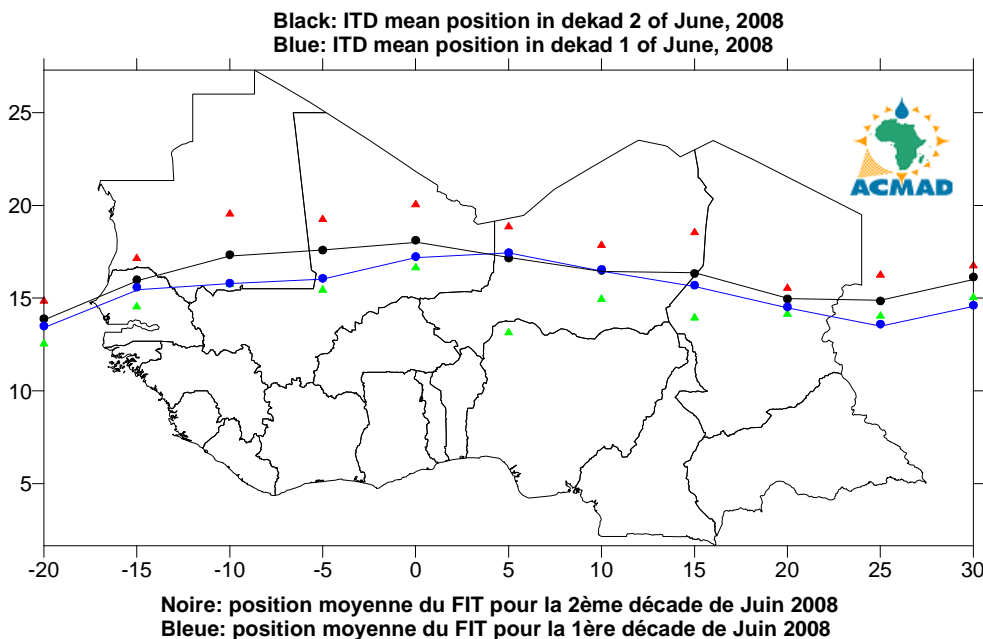 Black: ITD mean position in dekad 2 of June, 2008
Blue: ITD mean position in dekad 1 of June, 2008
25
20
15
10
5
ACMAD
-20 -15 -10 -5 0 5 10 15 20 25 30
Noire: position moyenne du FIT pour la 2ème décade de Juin 2008
Bleue: position moyenne du FIT pour la 1ère décade de Juin 2008